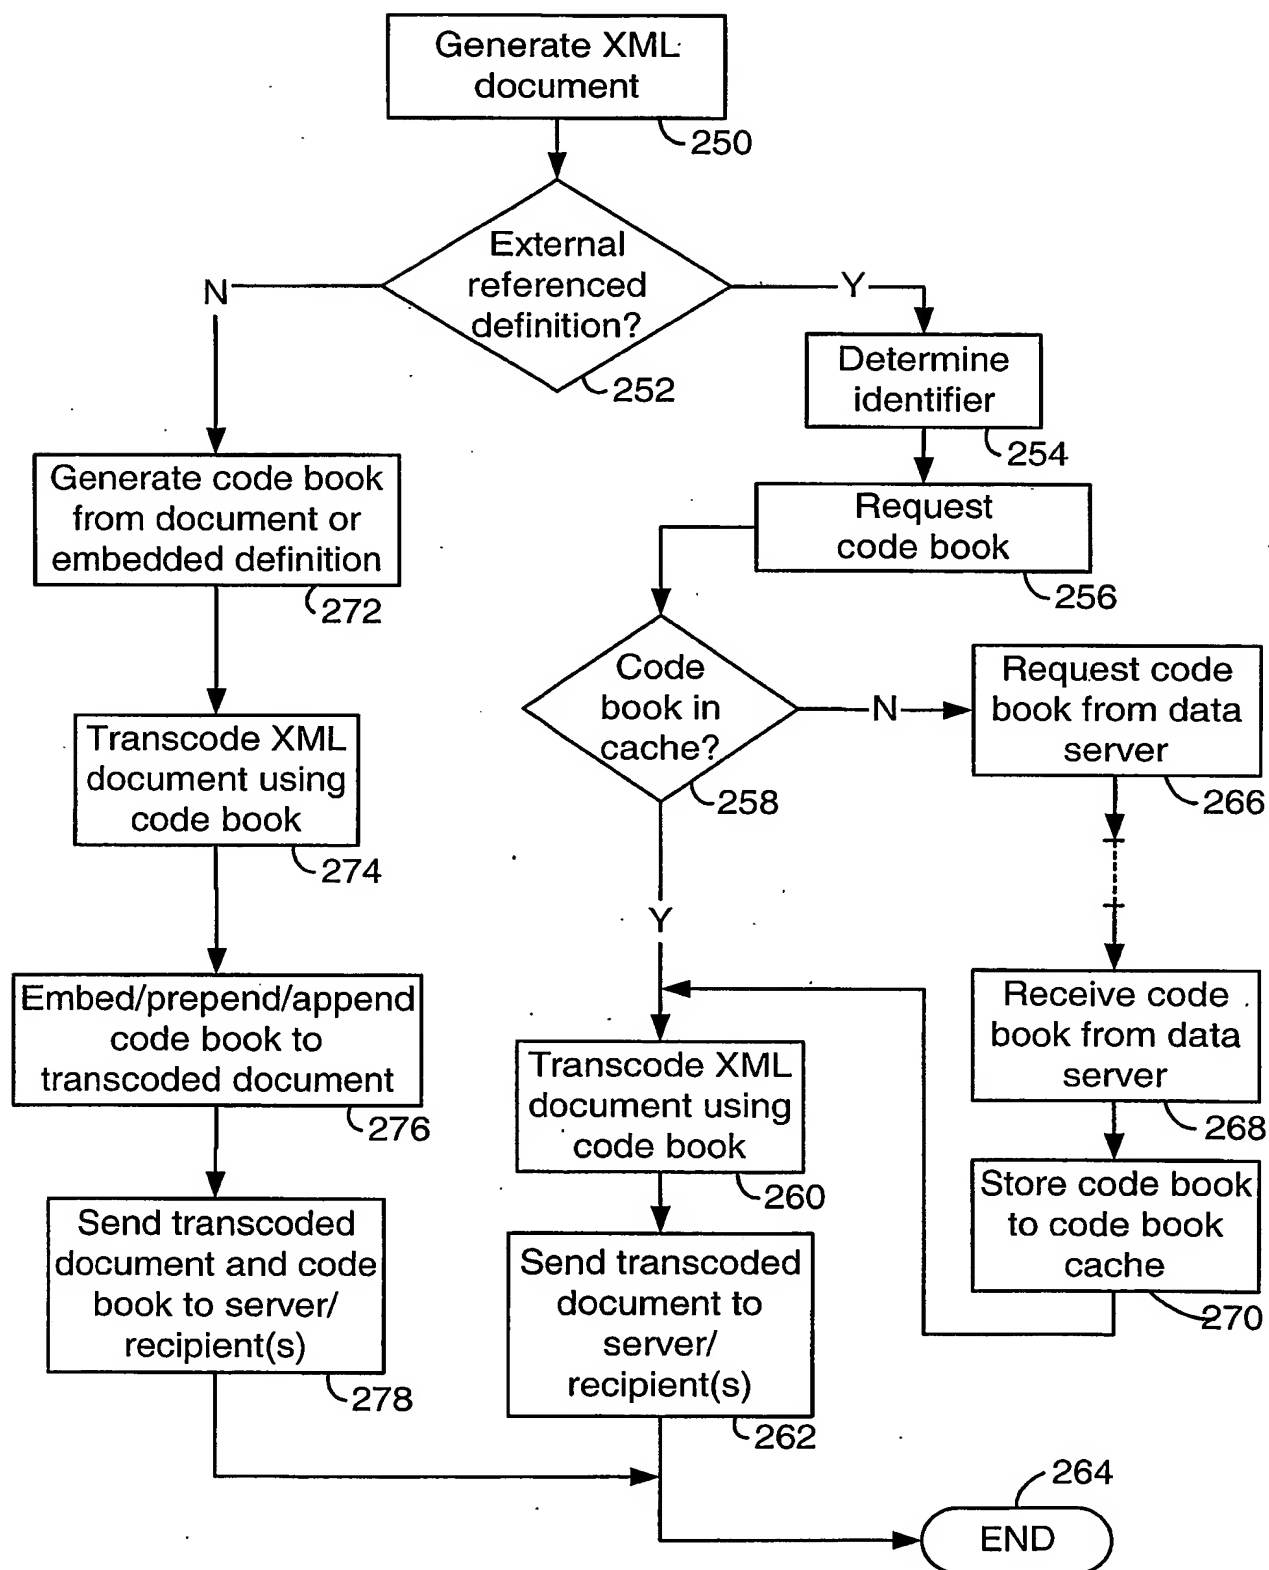 Generate XML
document
250
External
referenced
definition?
252
N
Y
Determine
identifier
254
Request
code book
256
Generate code book
from document or
embedded definition
272
Code
book in
cache?
258
N
Request code
book from data
server
266
Transcode XML
document using
code book
274
Y
Receive code
book from data
server
268
Embed/prepend/append
code book to
transcoded document
276
Transcode XML
document using
code book
260
Store code book
to code book
cache
270
Send transcoded
document and code
book to server/
recipient(s)
278
Send transcoded
document to
server/
recipient(s)
262
264
END